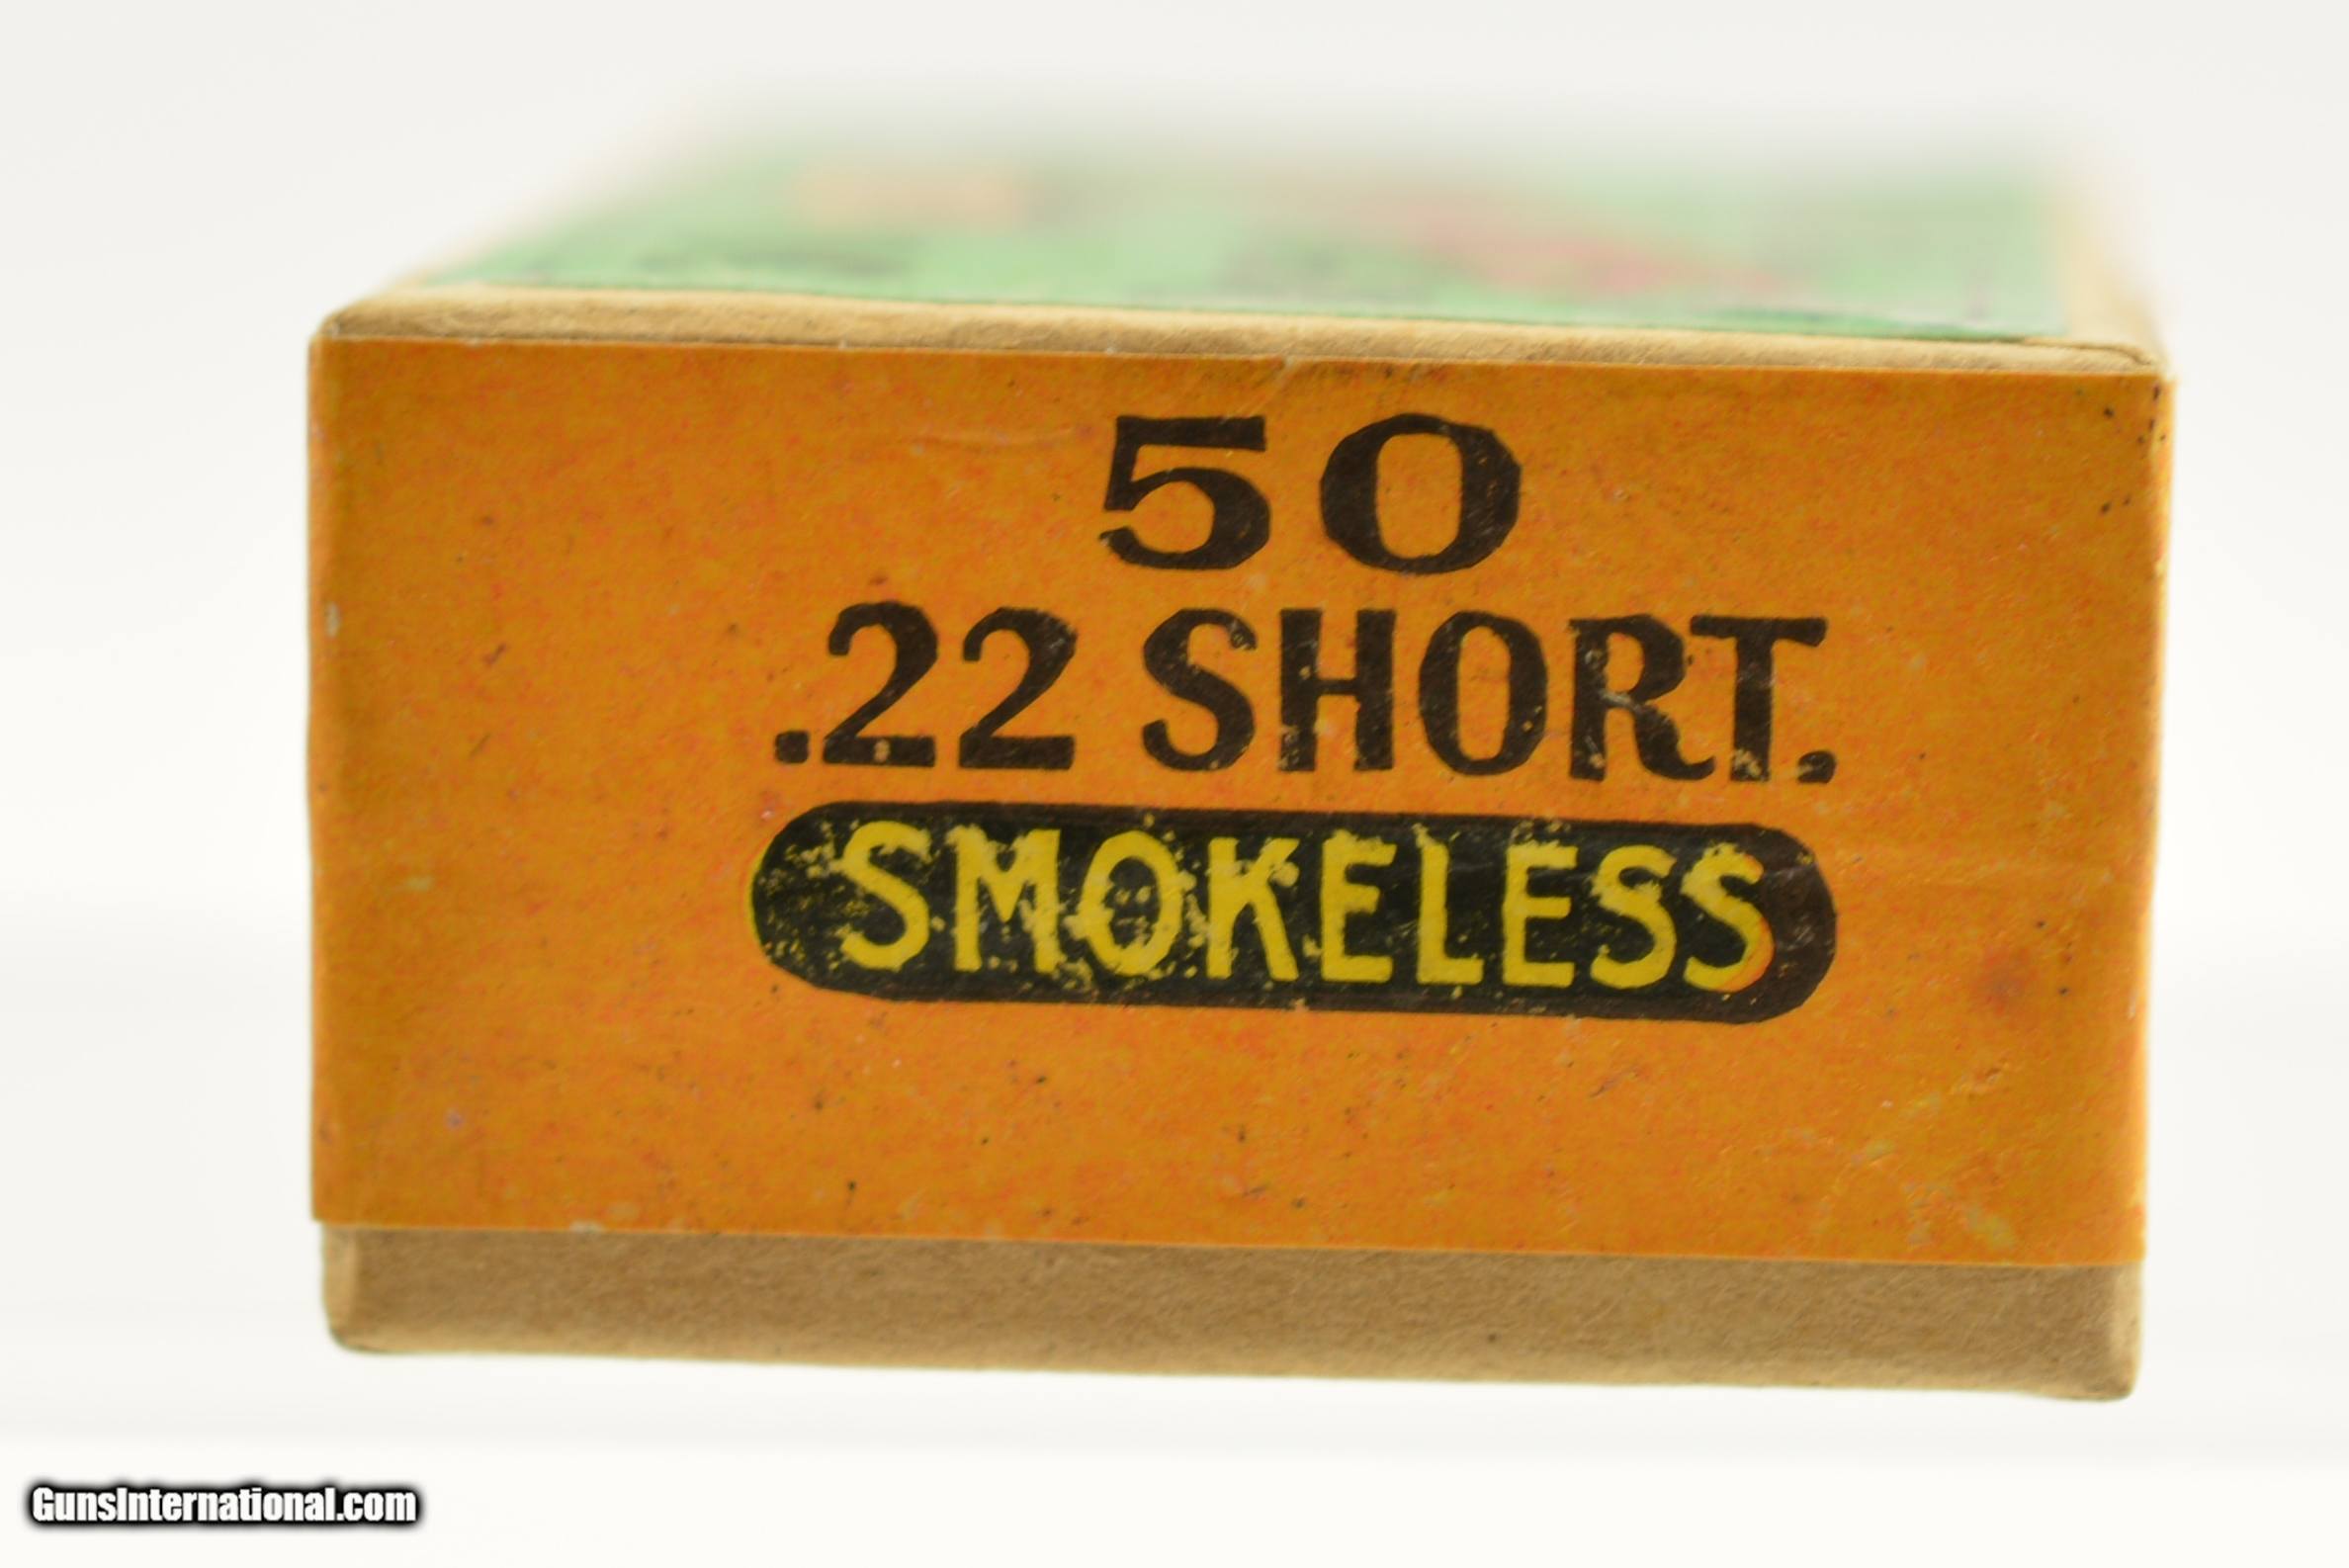 50
.22 SHORT.
SMOKELESS
GunsInternational.com